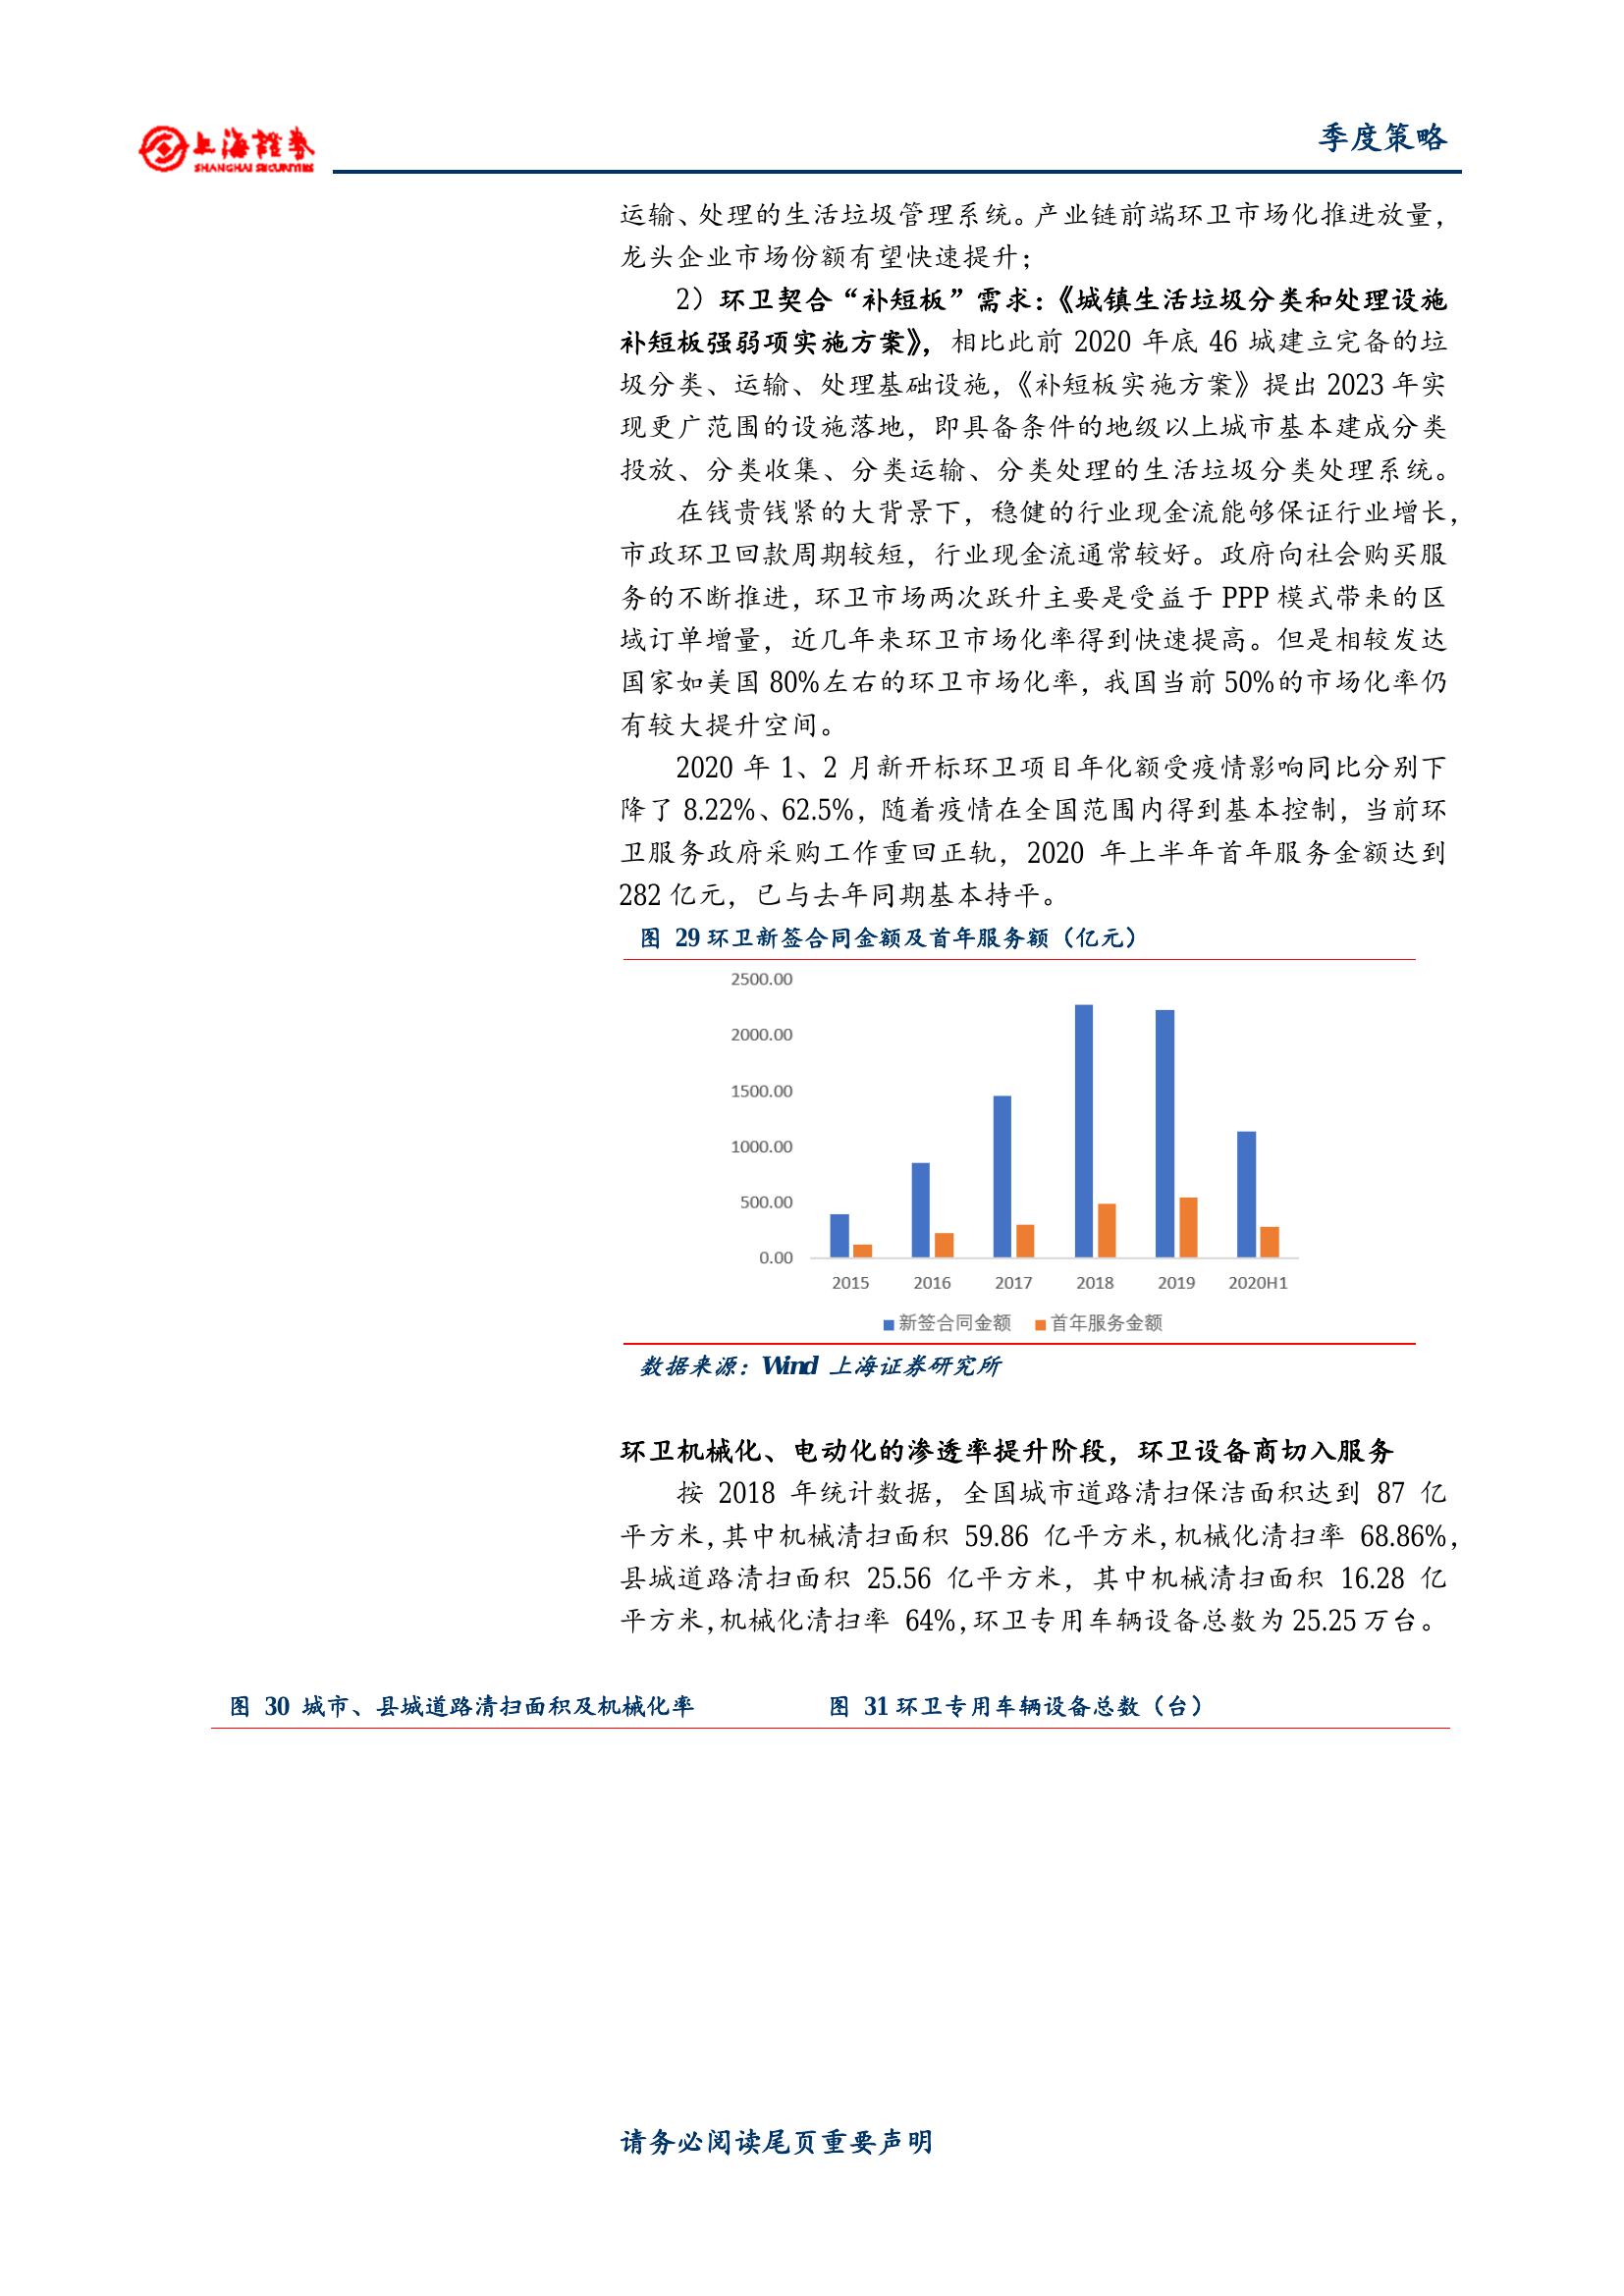 上海證券
SHANGHAI SECURITIES
季度策略
运输、处理的生活垃圾管理系统。产业链前端环卫市场化推进放量，
龙头企业市场份额有望快速提升；
2）环卫契合“补短板”需求：《城镇生活垃圾分类和处理设施
补短板强弱项实施方案》，相比此前 2020 年底 46 城建立完备的垃
圾分类、运输、处理基础设施，《补短板实施方案》提出 2023 年实
现更广范围的设施落地，即具备条件的地级以上城市基本建成分类
投放、分类收集、分类运输、分类处理的生活垃圾分类处理系统。
在钱贵钱紧的大背景下，稳健的行业现金流能够保证行业增长，
市政环卫回款周期较短，行业现金流通常较好。政府向社会购买服
务的不断推进，环卫市场两次跃升主要是受益于 PPP 模式带来的区
域订单增量，近几年来环卫市场化率得到快速提高。但是相较发达
国家如美国 80%左右的环卫市场化率，我国当前 50%的市场化率仍
有较大提升空间。
2020 年 1、2 月新开标环卫项目年化额受疫情影响同比分别下
降了 8.22%、62.5%，随着疫情在全国范围内得到基本控制，当前环
卫服务政府采购工作重回正轨，2020 年上半年首年服务金额达到
282 亿元，已与去年同期基本持平。
图 29 环卫新签合同金额及首年服务额（亿元）
2500.00
2000.00
1500.00
1000.00
500.00
0.00
2015 2016 2017 2018 2019 2020H1
新签合同金额 首年服务金额
数据来源：Wind 上海证券研究所
环卫机械化、电动化的渗透率提升阶段，环卫设备商切入服务
按 2018 年统计数据，全国城市道路清扫保洁面积达到 87 亿
平方米，其中机械清扫面积 59.86 亿平方米，机械化清扫率 68.86%，
县城道路清扫面积 25.56 亿平方米，其中机械清扫面积 16.28 亿
平方米，机械化清扫率 64%，环卫专用车辆设备总数为 25.25 万台。
图 30 城市、县城道路清扫面积及机械化率
图 31 环卫专用车辆设备总数（台）
请务必阅读尾页重要声明